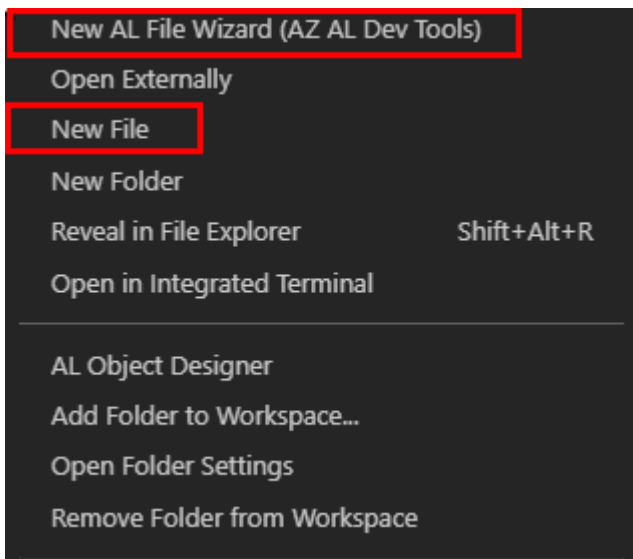 New AL File Wizard (AZ AL Dev Tools)
Open Externally
New File
New Folder
Reveal in File Explorer Shift+Alt+R
Open in Integrated Terminal
AL Object Designer
Add Folder to Workspace...
Open Folder Settings
Remove Folder from Workspace